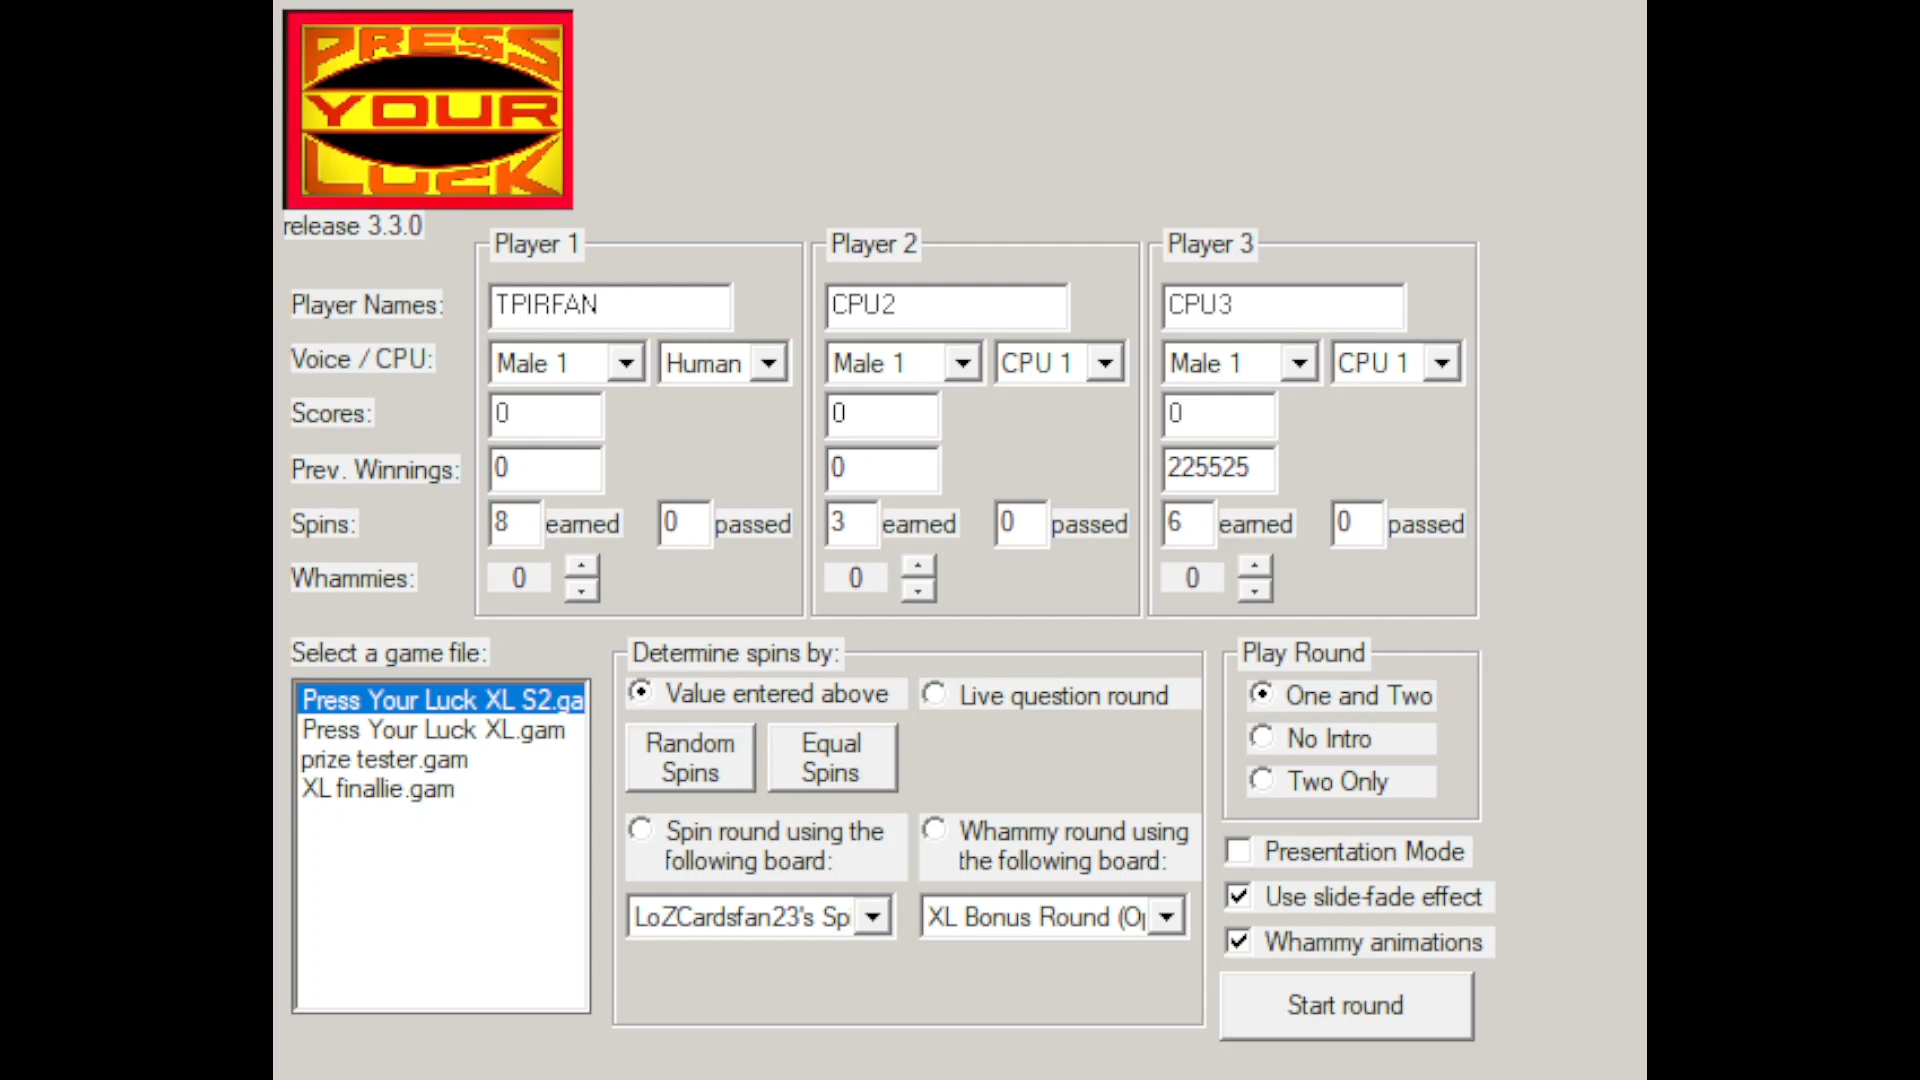 PRESS
YOUR
LUCK
release 3.3.0
Player 1
Player 2
Player 3
Player Names:
TPIRFAN
CPU2
CPU3
Voice / CPU:
Male 1
Human
Male 1
CPU 1
Male 1
CPU 1
Scores:
0
0
0
Prev. Winnings:
0
0
225525
Spins:
8 earned 0 passed
3 earned 0 passed
6 earned 0 passed
Whammies:
0
0
0
Select a game file:
Press Your Luck XL S2.ga
Press Your Luck XL.gam
prize tester.gam
XL finallie.gam
Determine spins by:
Value entered above
Live question round
Random
Spins
Equal
Spins
Spin round using the
following board:
Whammy round using
the following board:
LoZCardsfan23's Spi
XL Bonus Round (Op
Play Round
One and Two
No Intro
Two Only
Presentation Mode
Use slide-fade effect
Whammy animations
Start round